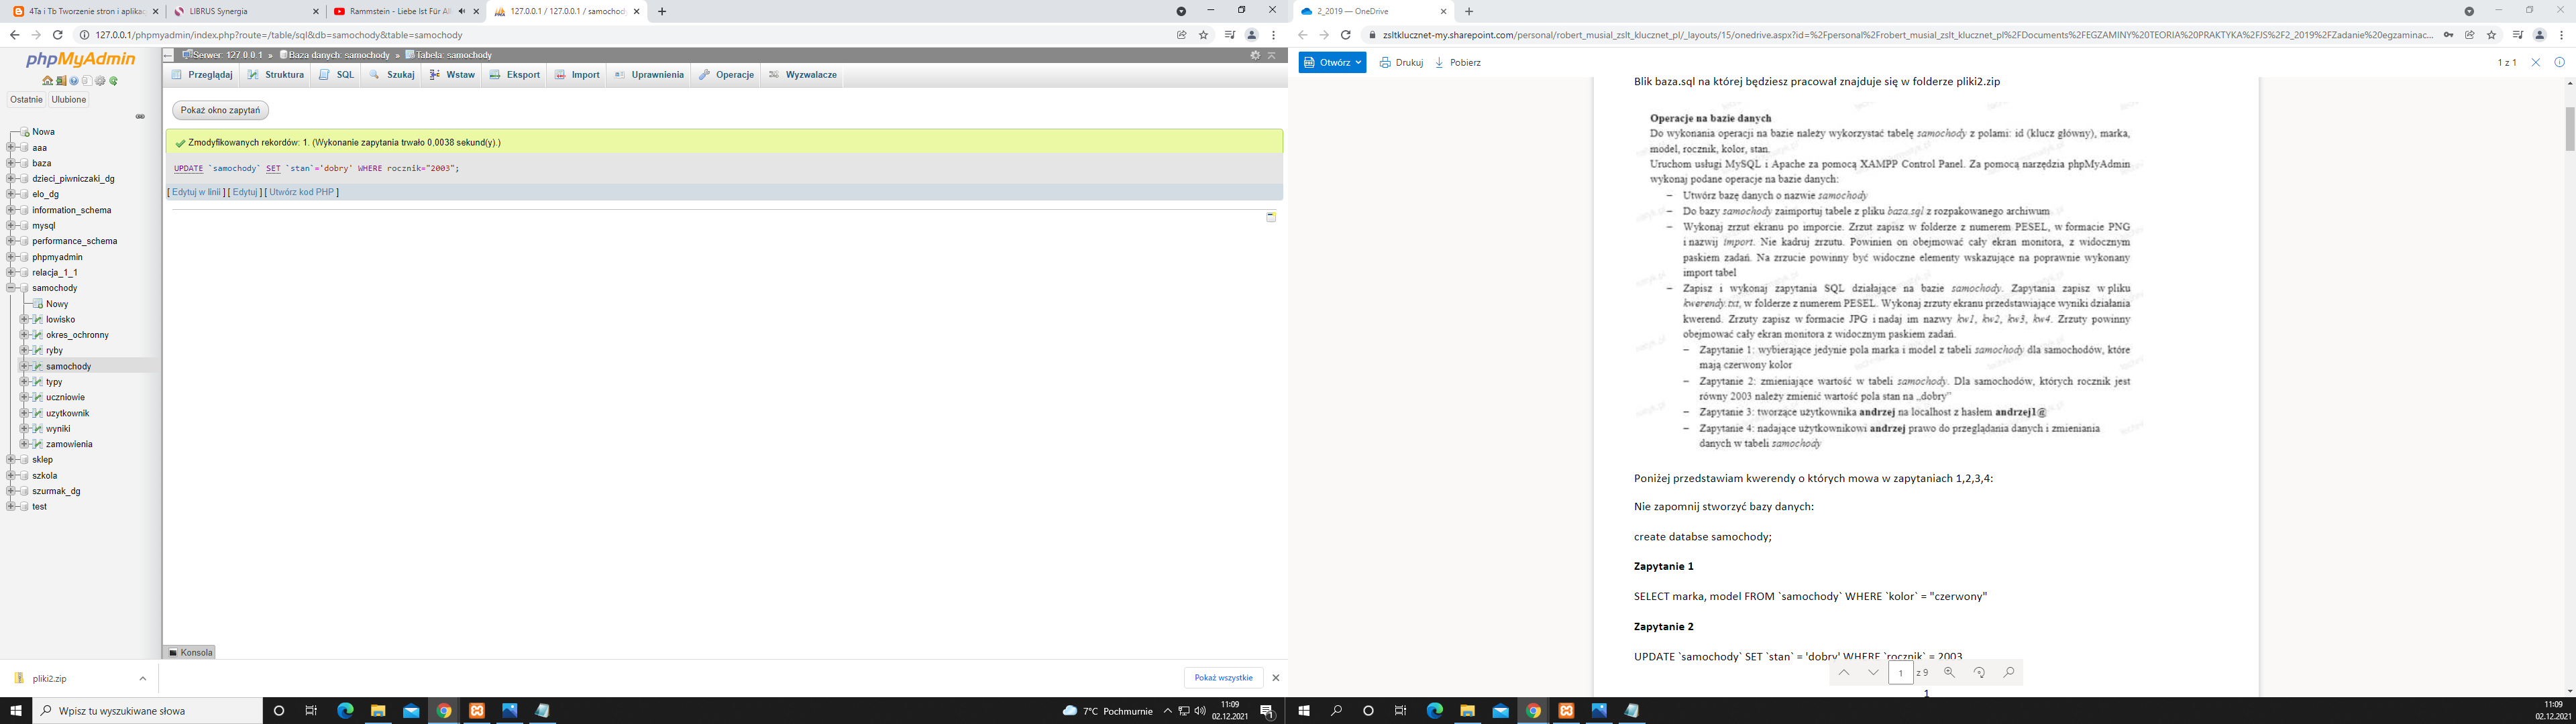 4Ta i Tb Tworzenie stron i aplikac
LIBRUS Synergia
Rammstein - Liebe Ist Für All
127.0.0.1 / 127.0.0.1 / samochody
127.0.0.1/phpmyadmin/index.php?route=/table/sql&db=samochody&table=samochody
phpMyAdmin
Ostatnie
Ulubione
Nowa
aaa
baza
dzieci_piwniczaki_dg
elo_dg
information_schema
mysql
performance_schema
phpmyadmin
relacja_1_1
samochody
Nowy
lowisko
okres_ochronny
ryby
samochody
typy
uczniowie
uzytkownik
wyniki
zamowienia
sklep
szkola
szurmak_dg
test
Serwer: 127.0.0.1 » Baza danych: samochody » Tabela: samochody
Przeglądaj Struktura SQL Szukaj Wstaw Eksport Import Uprawnienia Operacje Wyzwalacze
Pokaż okno zapytań
Zmodyfikowanych rekordów: 1. (Wykonanie zapytania trwało 0,0038 sekund(y).)
UPDATE `samochody` SET `stan`='dobry' WHERE rocznik="2003";
[ Edytuj w linii ] [ Edytuj ] [ Utwórz kod PHP ]
Konsola
pliki2.zip
Pokaż wszystkie
Wpisz tu wyszukiwane słowa
7°C Pochmurnie
11:09
02.12.2021
1
2_2019 — OneDrive
zsltklucznet-my.sharepoint.com/personal/robert_musial_zslt_klucznet_pl/_layouts/15/onedrive.aspx?id=%2Fpersonal%2Frobert_musial_zslt_klucznet_pl%2FDocuments%2FEGZAMINY%20TEORIA%20PRAKTYKA%2FJS%2F2_2019%2FZadanie%20egzaminac...
Otwórz
Drukuj
Pobierz
1 z 1
Blik baza.sql na której będziesz pracował znajduje się w folderze pliki2.zip
Operacje na bazie danych
Do wykonania operacji na bazie należy wykorzystać tabelę samochody z polami: id (klucz główny), marka,
model, rocznik, kolor, stan.
Uruchom usługi MySQL i Apache za pomocą XAMPP Control Panel. Za pomocą narzędzia phpMyAdmin
wykonaj podane operacje na bazie danych:
– Utwórz bazę danych o nazwie samochody
– Do bazy samochody zaimportuj tabele z pliku baza.sql z rozpakowanego archiwum
– Wykonaj zrzut ekranu po imporcie. Zrzut zapisz w folderze z numerem PESEL, w formacie PNG
i nazwij import. Nie kadruj zrzutu. Powinien on obejmować cały ekran monitora, z widocznym
paskiem zadań. Na zrzucie powinny być widoczne elementy wskazujące na poprawnie wykonany
import tabel
– Zapisz i wykonaj zapytania SQL działające na bazie samochody. Zapytania zapisz w pliku
kwerendy.txt, w folderze z numerem PESEL. Wykonaj zrzuty ekranu przedstawiające wyniki działania
kwerend. Zrzuty zapisz w formacie JPG i nadaj im nazwy kw1, kw2, kw3, kw4. Zrzuty powinny
obejmować cały ekran monitora z widocznym paskiem zadań.
– Zapytanie 1: wybierające jedynie pola marka i model z tabeli samochody dla samochodów, które
mają czerwony kolor
– Zapytanie 2: zmieniające wartość w tabeli samochody. Dla samochodów, których rocznik jest
równy 2003 należy zmienić wartość pola stan na „dobry”
– Zapytanie 3: tworzące użytkownika andrzej na localhost z hasłem andrzej1@
– Zapytanie 4: nadające użytkownikowi andrzej prawo do przeglądania danych i zmieniania
danych w tabeli samochody
Poniżej przedstawiam kwerendy o których mowa w zapytaniach 1,2,3,4:
Nie zapomnij stworzyć bazy danych:
create databse samochody;
Zapytanie 1
SELECT marka, model FROM `samochody` WHERE `kolor` = "czerwony"
Zapytanie 2
UPDATE `samochody` SET `stan` = 'dobry' WHERE `rocznik` = 2003
1 z 9
1
11:09
02.12.2021